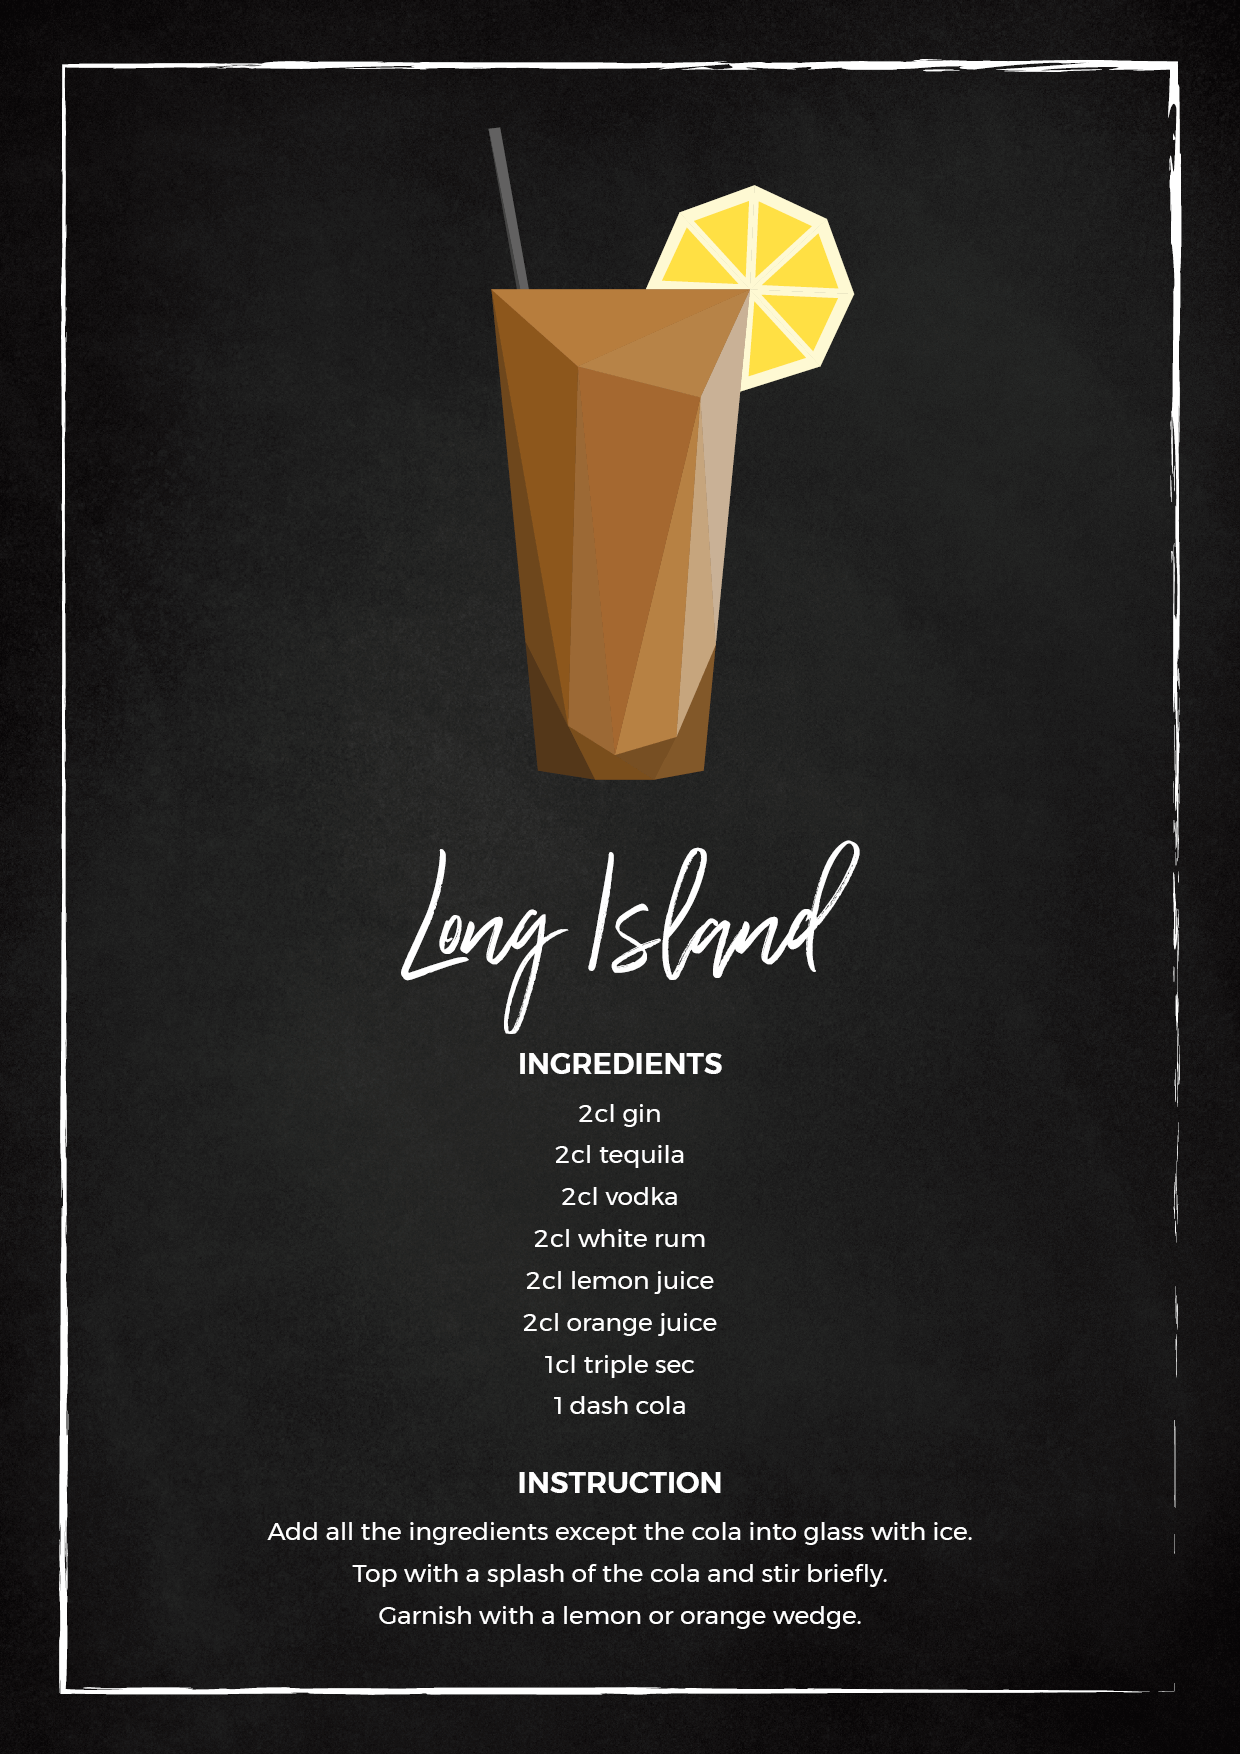 Long Island
INGREDIENTS
2cl gin
2cl tequila
2cl vodka
2cl white rum
2cl lemon juice
2cl orange juice
1cl triple sec
1 dash cola
INSTRUCTION
Add all the ingredients except the cola into glass with ice.
Top with a splash of the cola and stir briefly.
Garnish with a lemon or orange wedge.